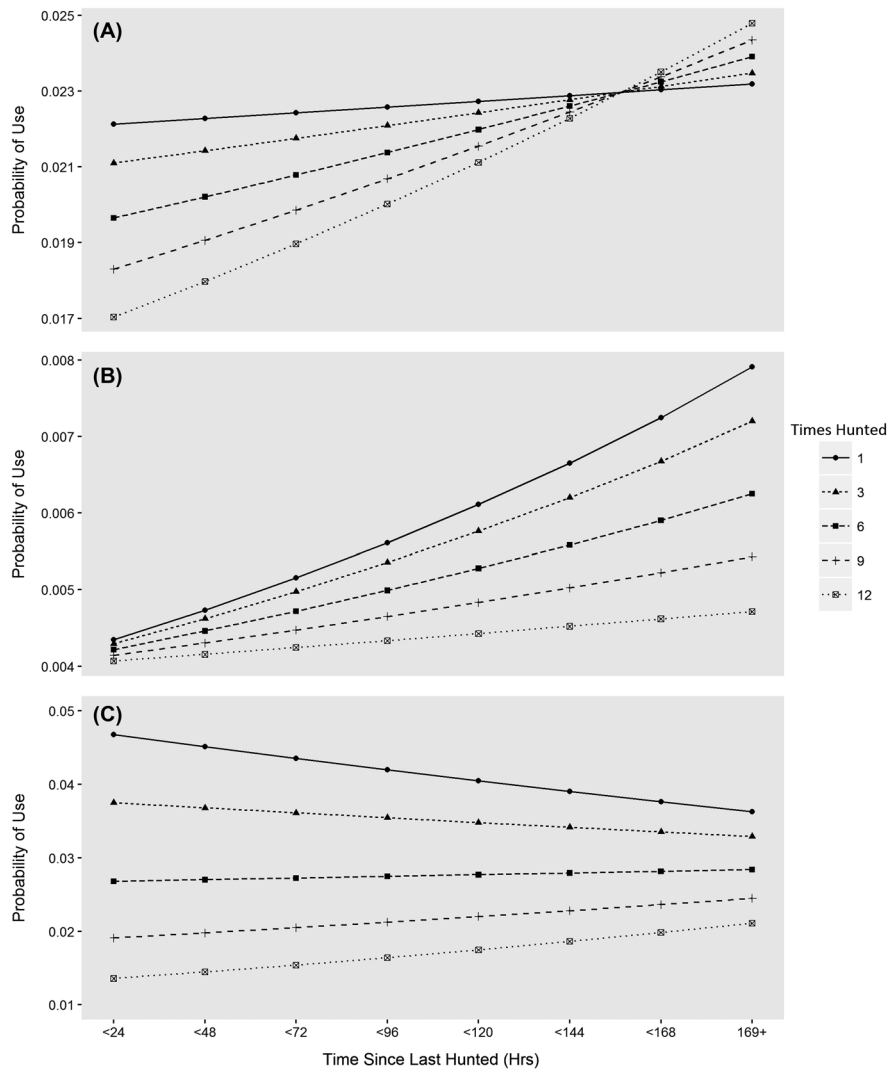 (A)
0.025
0.023
0.021
0.019
0.017
Probability of Use
(B)
0.008
0.007
0.006
0.005
0.004
Probability of Use
Times Hunted
1
3
6
9
12
(C)
0.05
0.04
0.03
0.02
0.01
Probability of Use
<24 <48 <72 <96 <120 <144 <168 169+
Time Since Last Hunted (Hrs)